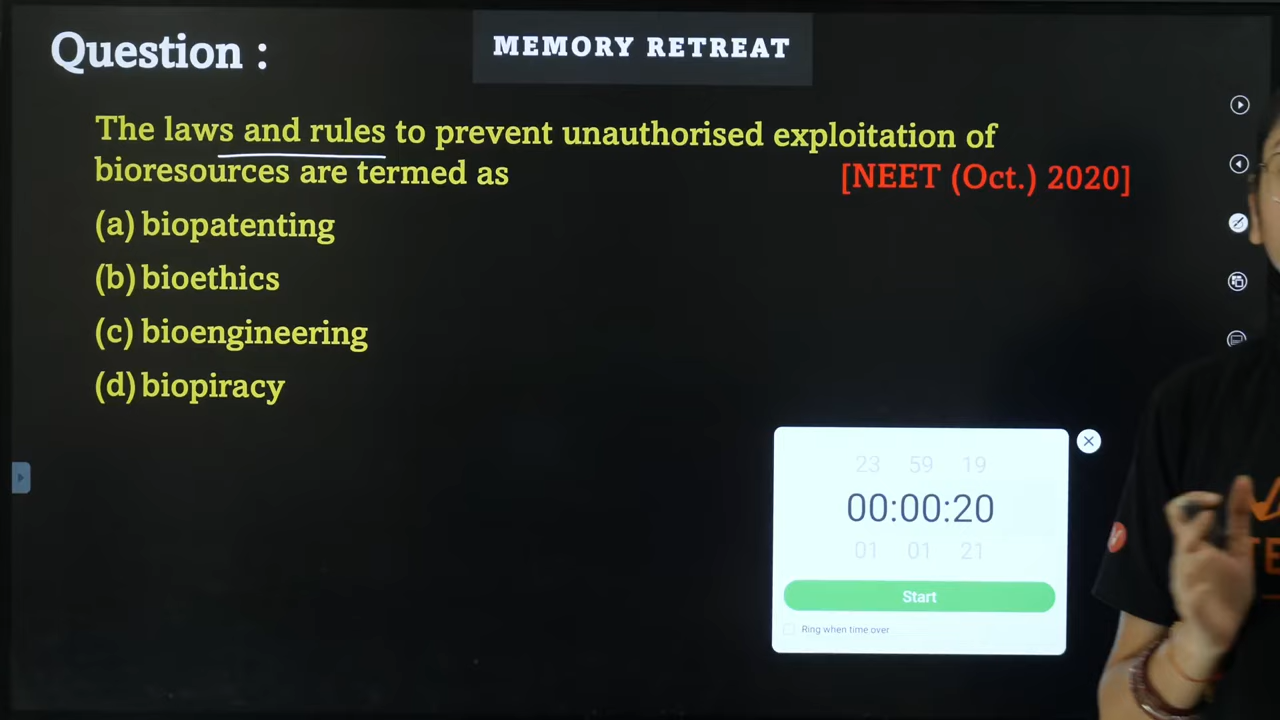 Question :
MEMORY RETREAT
The laws and rules to prevent unauthorised exploitation of
bioresources are termed as
[NEET (Oct.) 2020]
(a) biopatenting
(b) bioethics
(c) bioengineering
(d) biopiracy
23 59 19
00:00:20
01 01 21
Start
Ring when time over